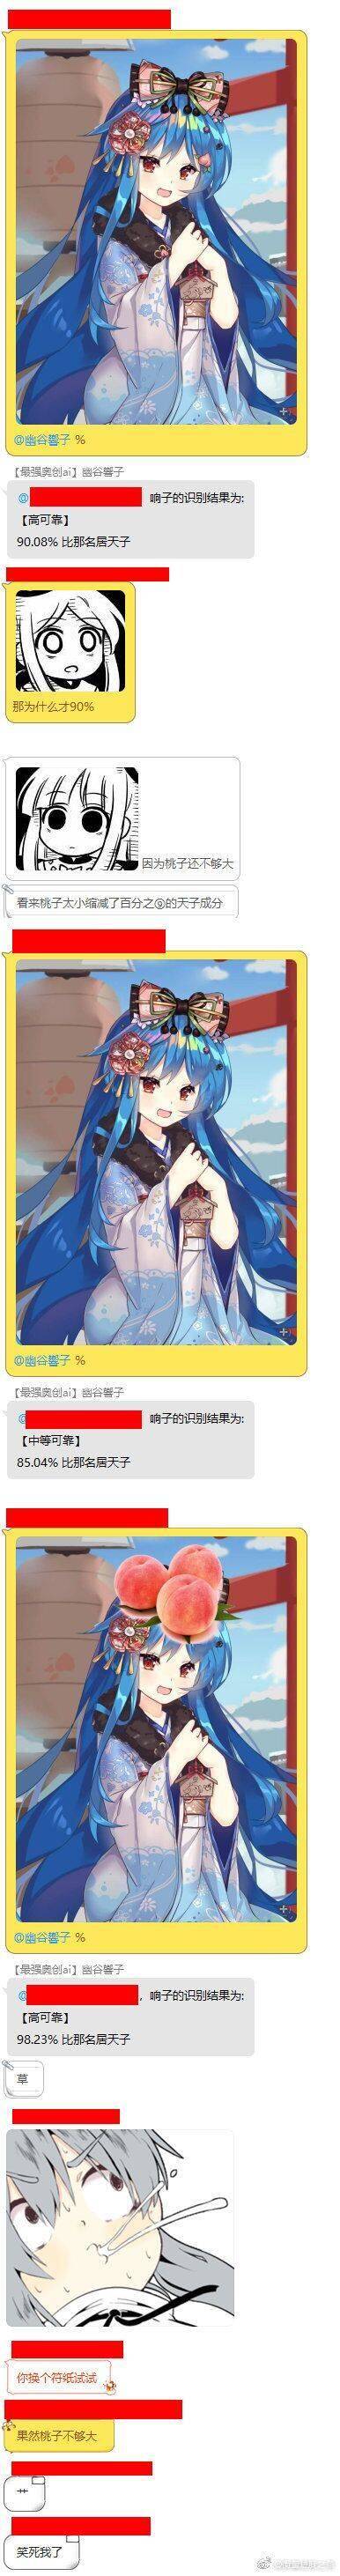 @幽谷響子 %
【最强奥创ai】幽谷響子
@ 响子的识别结果为:
【高可靠】
90.08% 比那名居天子
那为什么才90%
因为桃子还不够大
看来桃子太小缩减了百分之⑨的天子成分
@幽谷響子 %
【最强奥创ai】幽谷響子
@ 响子的识别结果为:
【中等可靠】
85.04% 比那名居天子
@幽谷響子 %
【最强奥创ai】幽谷響子
@ ，响子的识别结果为:
【高可靠】
98.23% 比那名居天子
草
你换个符纸试试
果然桃子不够大
艹
笑死我了